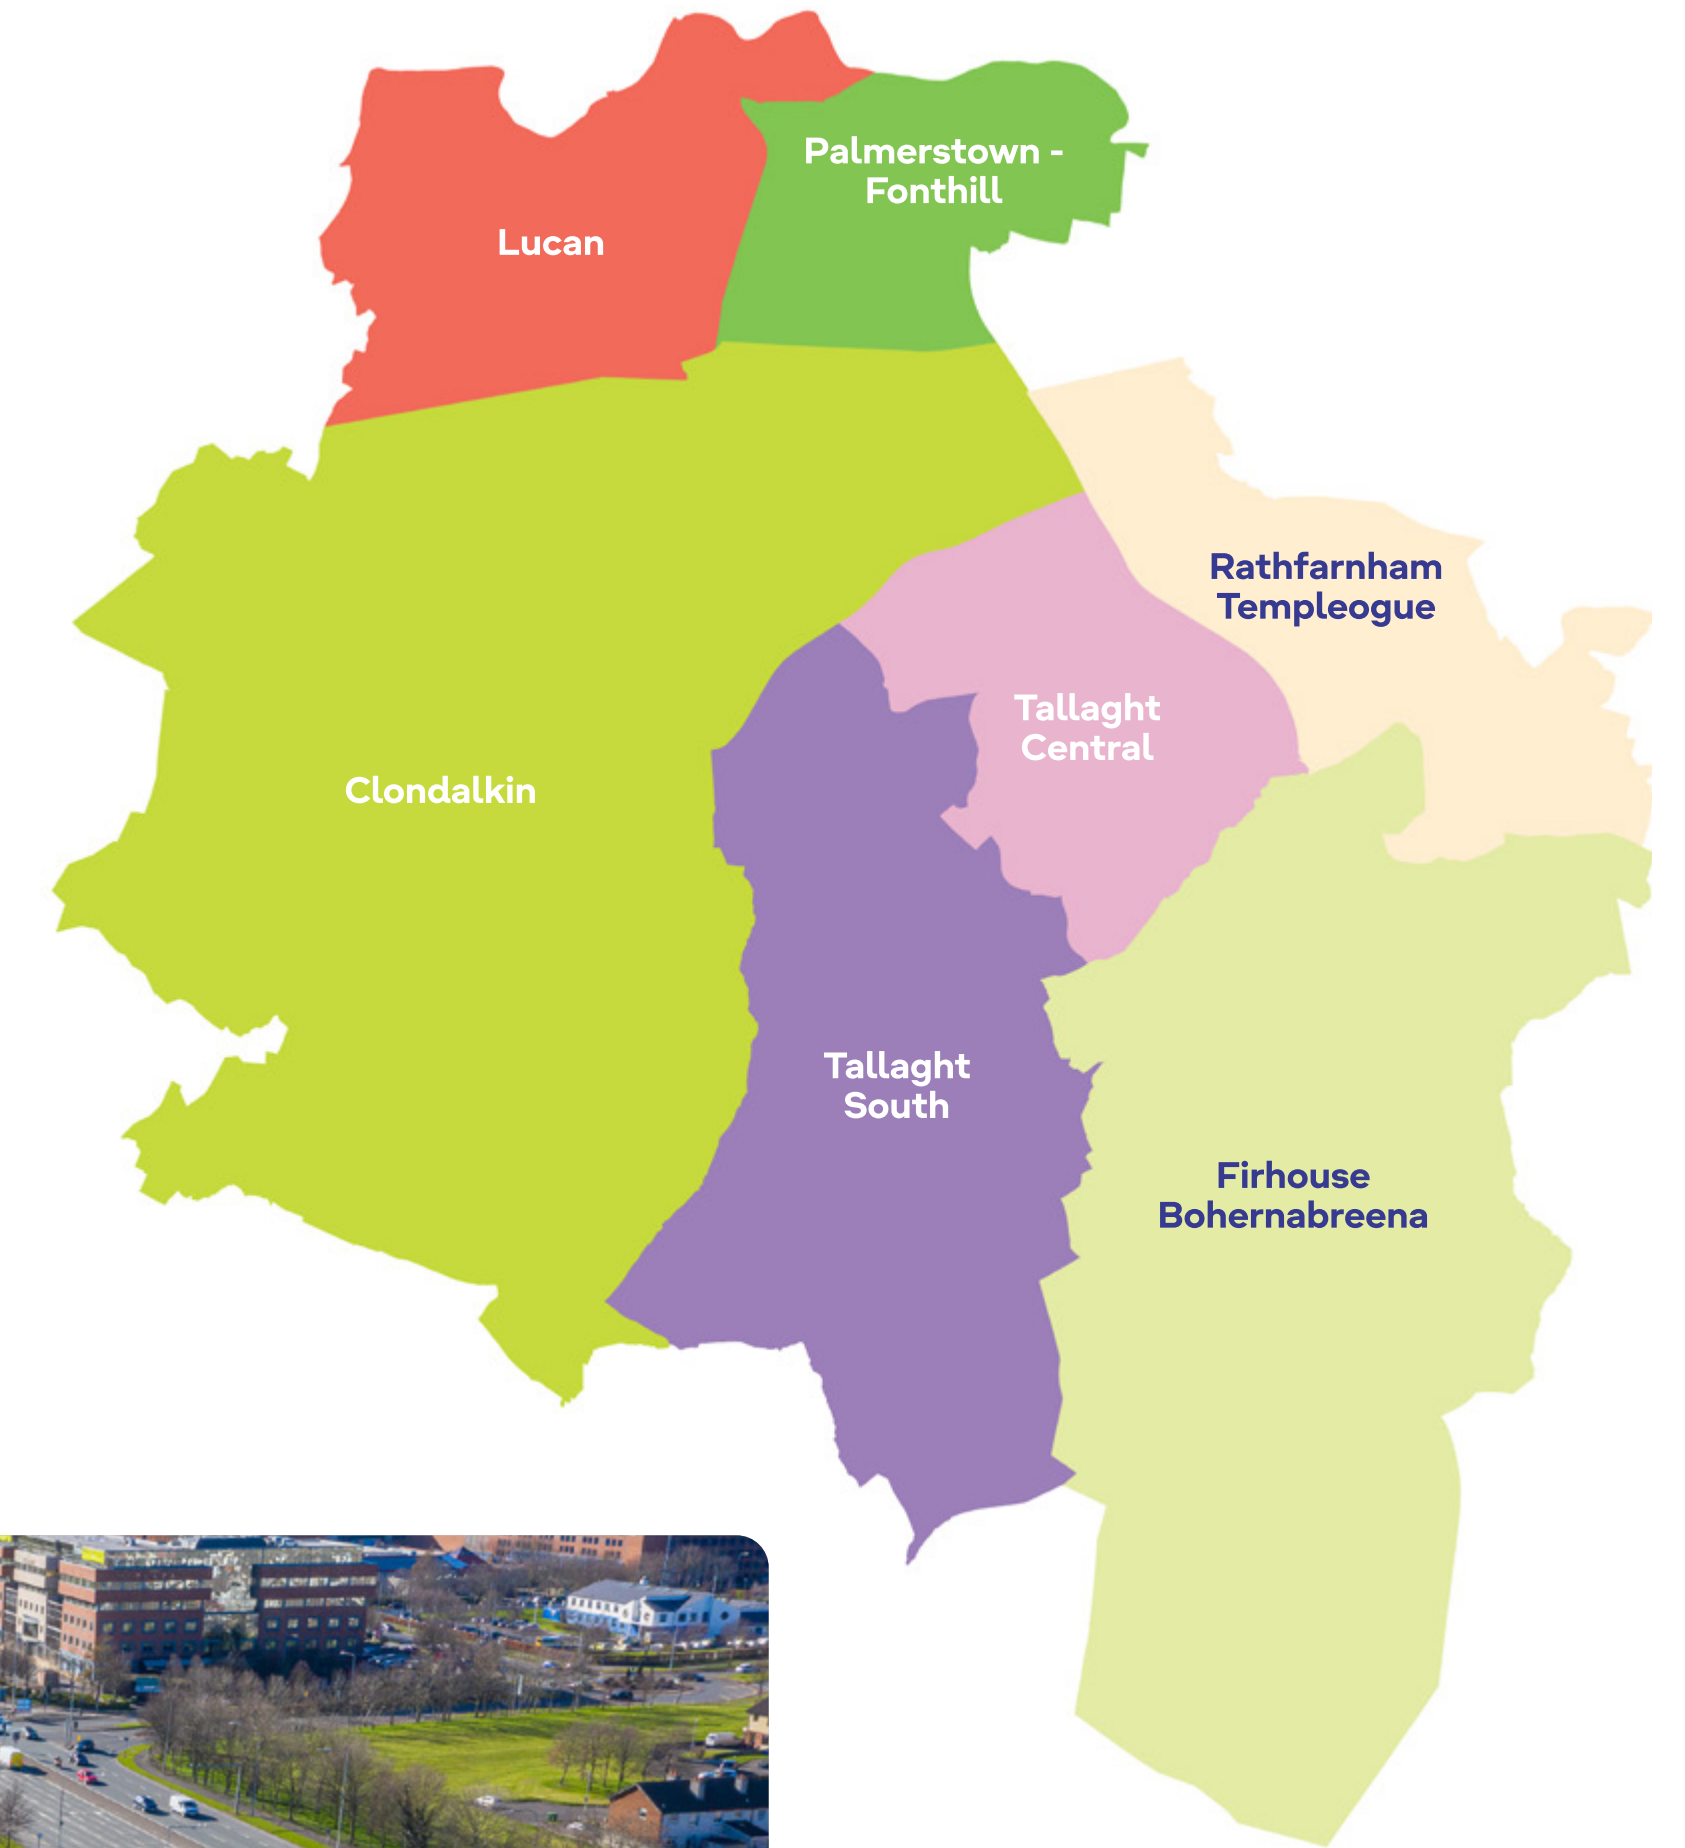 Palmerstown -
Fonthill
Lucan
Rathfarnham
Templeogue
Tallaght
Central
Clondalkin
Tallaght
South
Firhouse
Bohernabreena